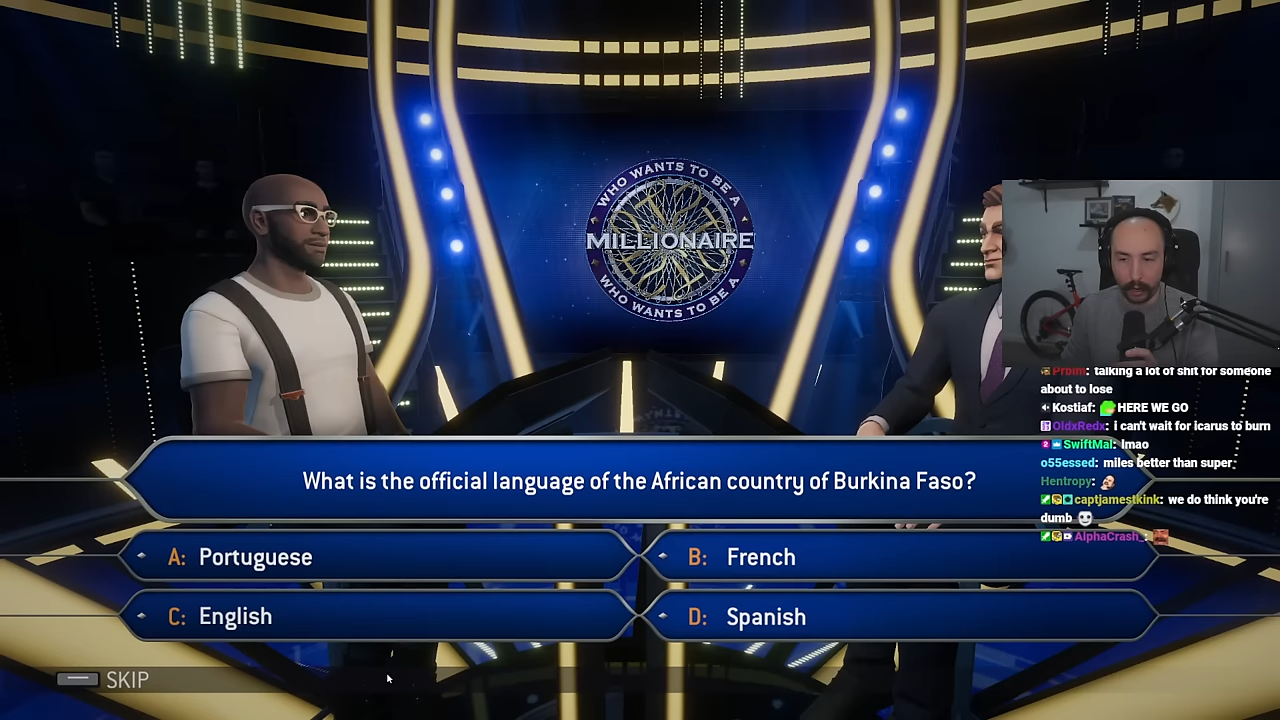 WHO WANTS TO BE A
MILLIONAIRE
WHO WANTS TO BE A
Prbim: talking a lot of shit for someone
about to lose
Kostiaf: HERE WE GO
OldxRedx: i can't wait for icarus to burn
SwiftMal: lmao
o55essed: miles better than super
Hentropy:
captjamestkink: we do think you're
dumb
AlphaCrash_:
What is the official language of the African country of Burkina Faso?
A: Portuguese
B: French
C: English
D: Spanish
SKIP